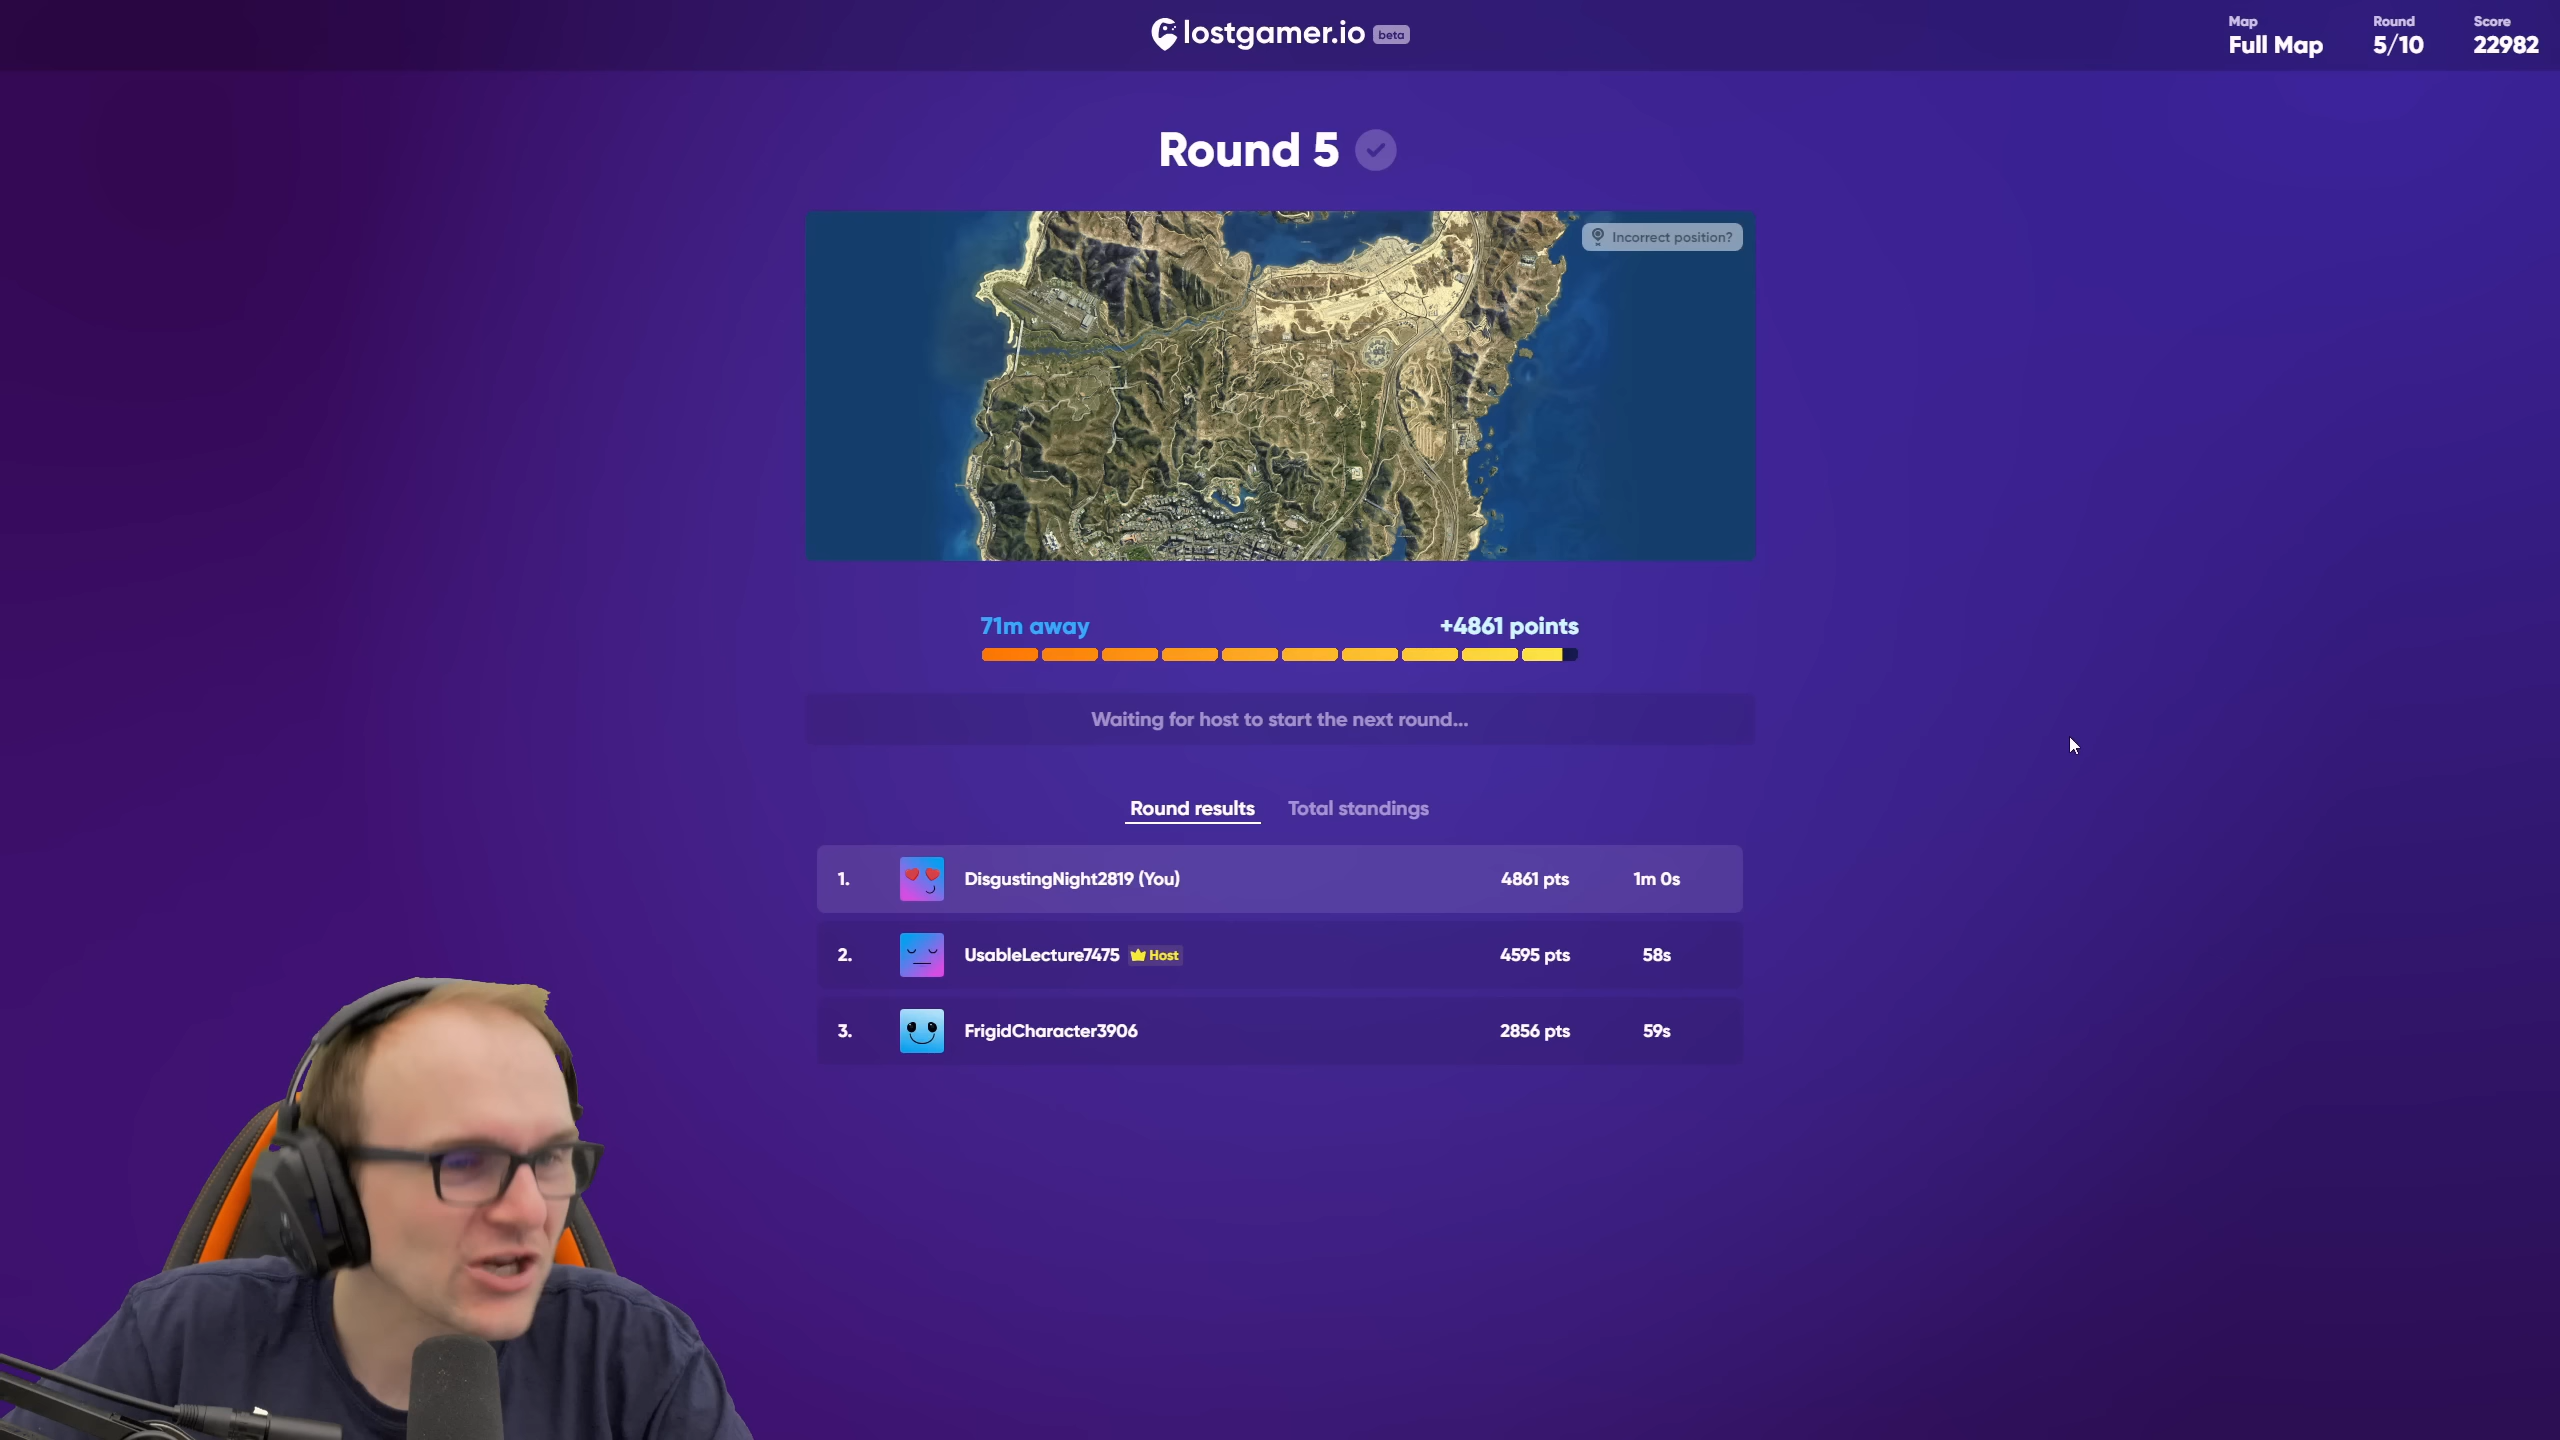 lostgamer.io beta
Map
Full Map
Round
5/10
Score
22982
Round 5
Incorrect position?
71m away
+4861 points
Waiting for host to start the next round...
Round results
Total standings
1. DisgustingNight2819 (You) 4861 pts 1m 0s
2. UsableLecture7475 Host 4595 pts 58s
3. FrigidCharacter3906 2856 pts 59s